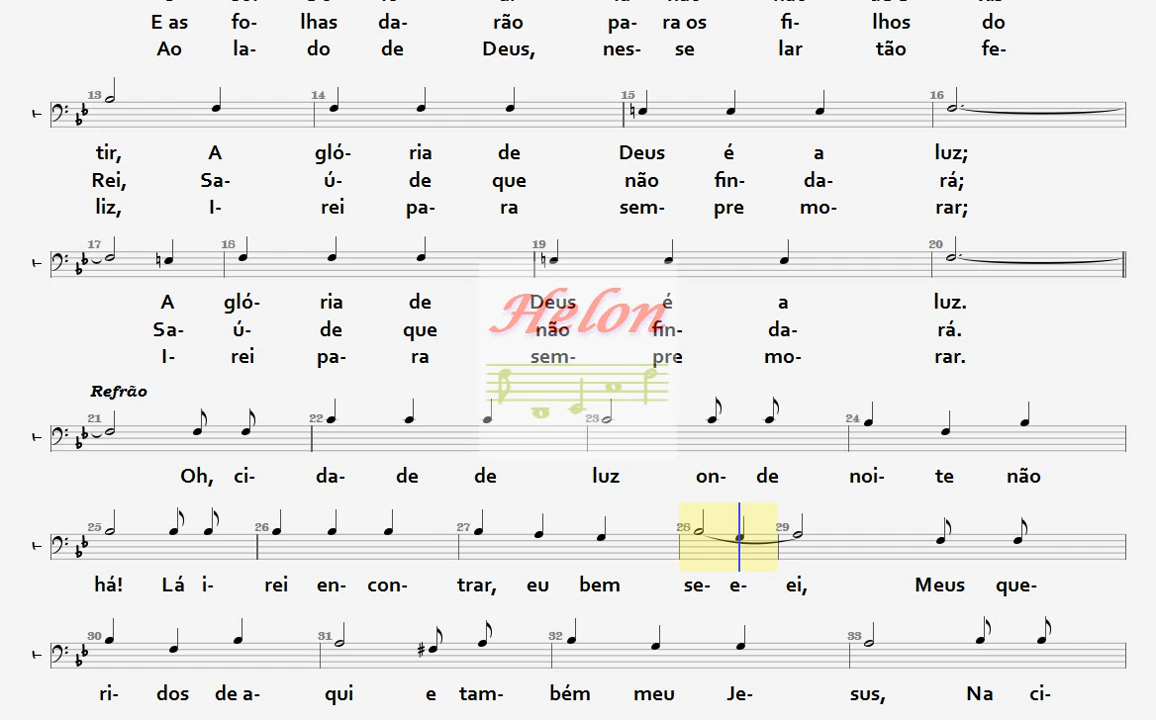 E as fo- lhas da- rão pa- ra os fi- lhos do
Ao la- do de Deus, nes- se lar tão fe-
13 14 15 16
tir, A gló- ria de Deus é a luz;
Rei, Sa- ú- de que não fin- da- rá;
liz, I- rei pa- ra sem- pre mo- rar;
17 18 19 20
A gló- ria de Deus é a luz.
Sa- ú- de que não fin- da- rá.
I- rei pa- ra sem- pre mo- rar.
Helon
Refrão
21 22 23 24
Oh, ci- da- de de luz on- de noi- te não
25 26 27 28 29
há! Lá i- rei en- con- trar, eu bem se- e- ei, Meus que-
30 31 32 33
ri- dos de a- qui e tam- bém meu Je- sus, Na ci-